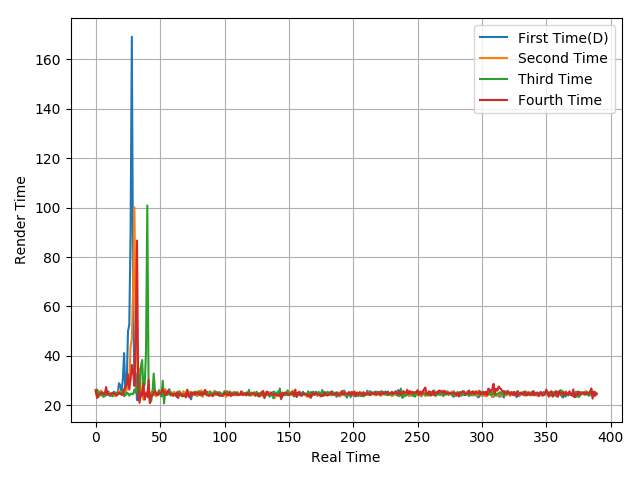 First Time(D)
Second Time
Third Time
Fourth Time
160
140
120
100
80
60
40
20
Render Time
0
50
100
150
200
250
300
350
400
Real Time